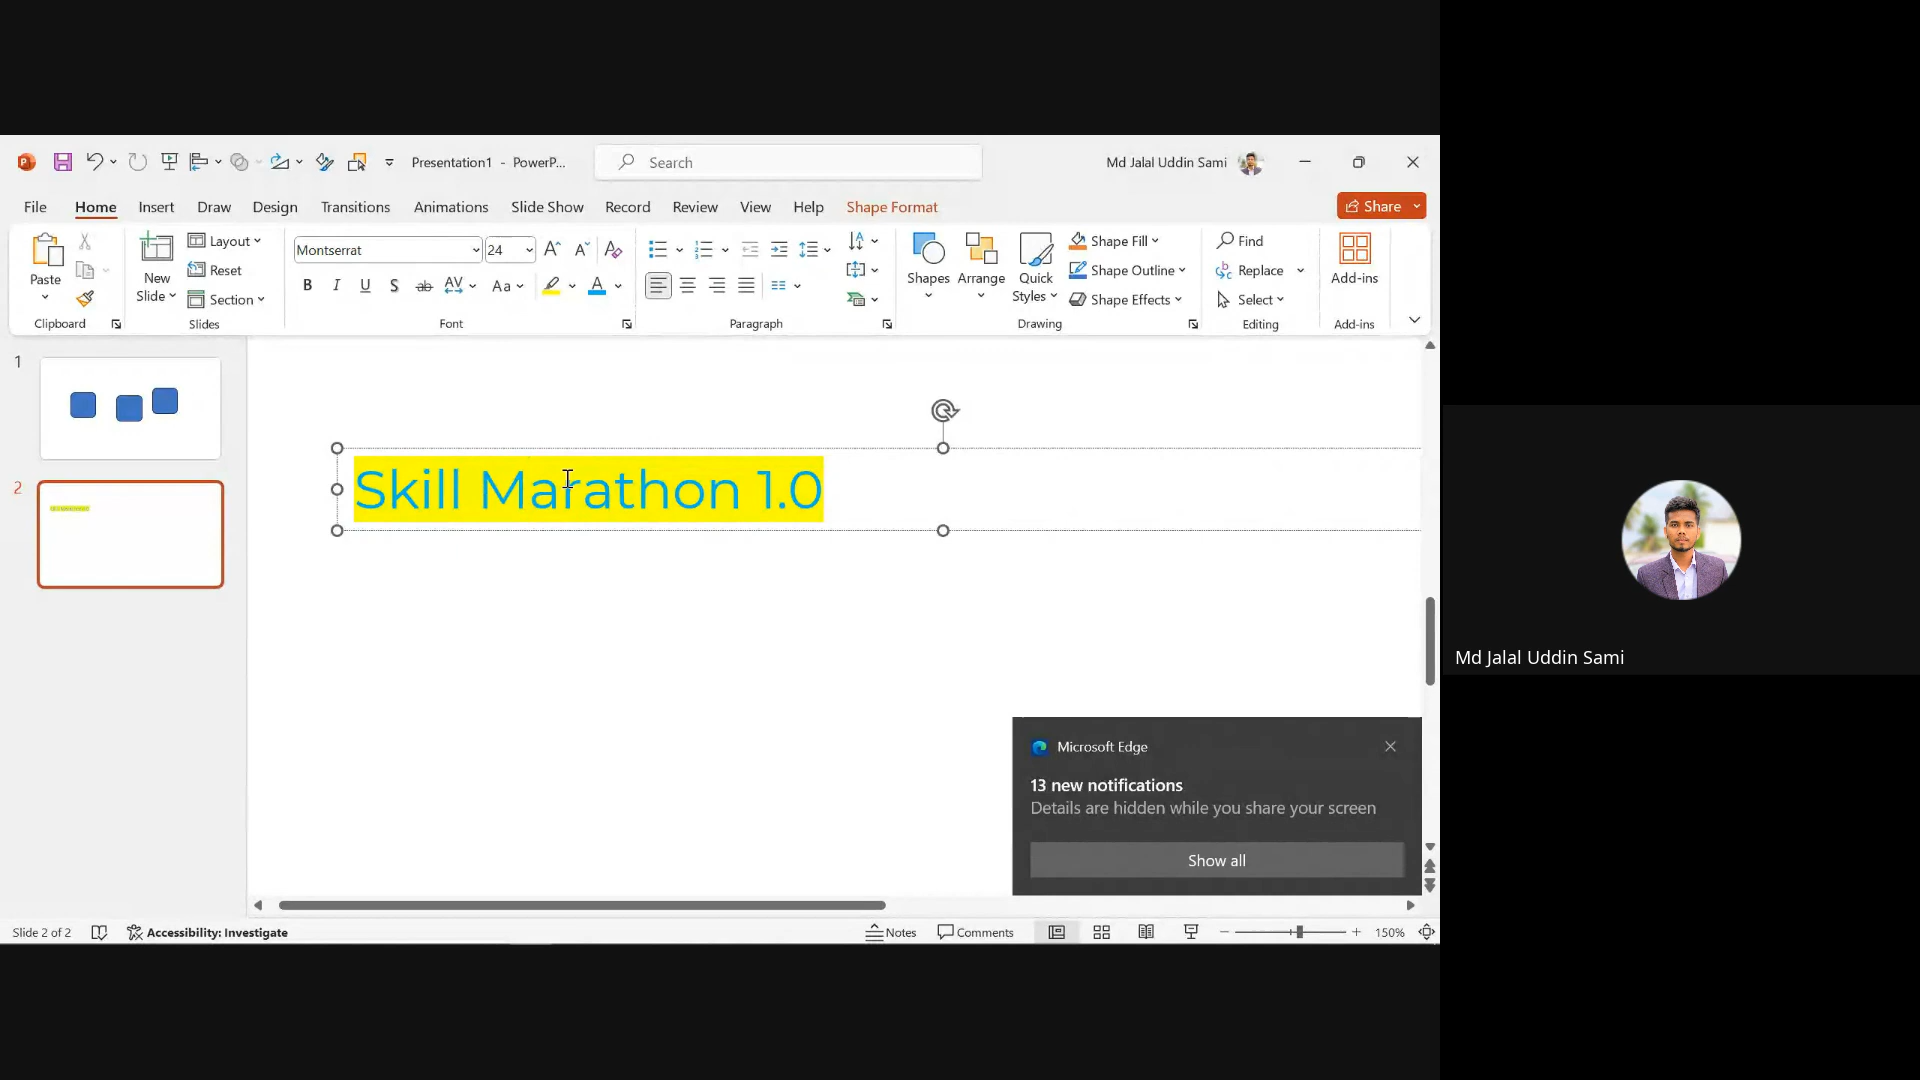 Presentation1 - PowerP...
Search
Md Jalal Uddin Sami
File Home Insert Draw Design Transitions Animations Slide Show Record Review View Help Shape Format
Share
Paste
Clipboard
New Slide
Layout
Reset
Section
Slides
Montserrat 24
B I U S ab AV Aa A
Font
Paragraph
Shapes
Arrange
Quick Styles
Shape Fill
Shape Outline
Shape Effects
Drawing
Find
Replace
Select
Editing
Add-ins
Add-ins
1
2
Skill Marathon 1.0
Microsoft Edge
13 new notifications
Details are hidden while you share your screen
Show all
Slide 2 of 2
Accessibility: Investigate
Notes
Comments
150%
Md Jalal Uddin Sami